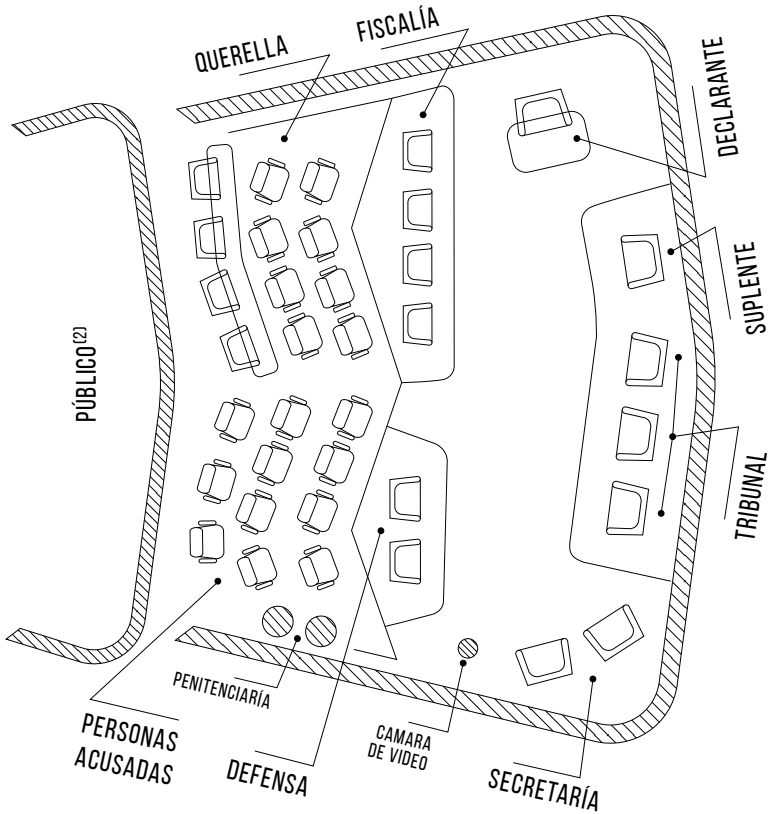 QUERELLA
FISCALÍA
DECLARANTE
SUPLENTE
TRIBUNAL
PÚBLICO[2]
PENITENCIARÍA
PERSONAS
ACUSADAS
DEFENSA
CAMARA
DE VIDEO
SECRETARÍA